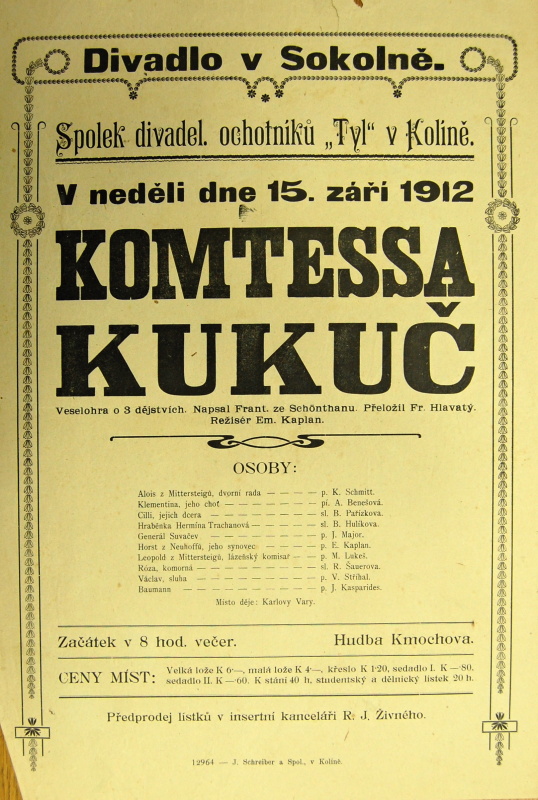 Divadlo v Sokolně.
Spolek divadel. ochotníků „Tyl" v Kolíně.
V neděli dne 15. září 1912
KOMTESSA
KUKUČ
Veselohra o 3 dějstvích. Napsal Frant. ze Schönthanu. Přeložil Fr. Hlavatý.
Režisér Em. Kaplan.
OSOBY:
Alois z Mittersteigů, dvorní rada — — — — — p. K. Schmitt.
Klementina, jeho choť — — — — — — — — pí. A. Benešová.
Cilli, jejich dcera — — — — — — — — — sl. B. Pařízkova.
Hraběnka Hermína Trachanová — — — — — sl. B. Hulíkova.
Generál Suvačev — — — — — — — — p. J. Major.
Horst z Neuhoffů, jeho synovec — — — — — p. E. Kaplan.
Leopold z Mittersteigů, lázeňský komisař — — p. M. Lukeš.
Róza, komorná — — — — — — — — — sl. R. Šauerova.
Václav, sluha — — — — — — — — — p. V. Stříhal.
Baumann — — — — — — — — — — p. J. Kasparides.
Místo děje: Karlovy Vary.
Začátek v 8 hod. večer. Hudba Kmochova.
CENY MÍST: Velká lože K 6·—, malá lože K 4·—, křeslo K 1·20, sedadlo I. K —·80,
sedadlo II. K —·60. K stání 40 h, studentský a dělnický lístek 20 h.
Předprodej lístků v insertní kanceláři R. J. Živného.
12964 — J. Schreiber a Spol., v Kolíně.